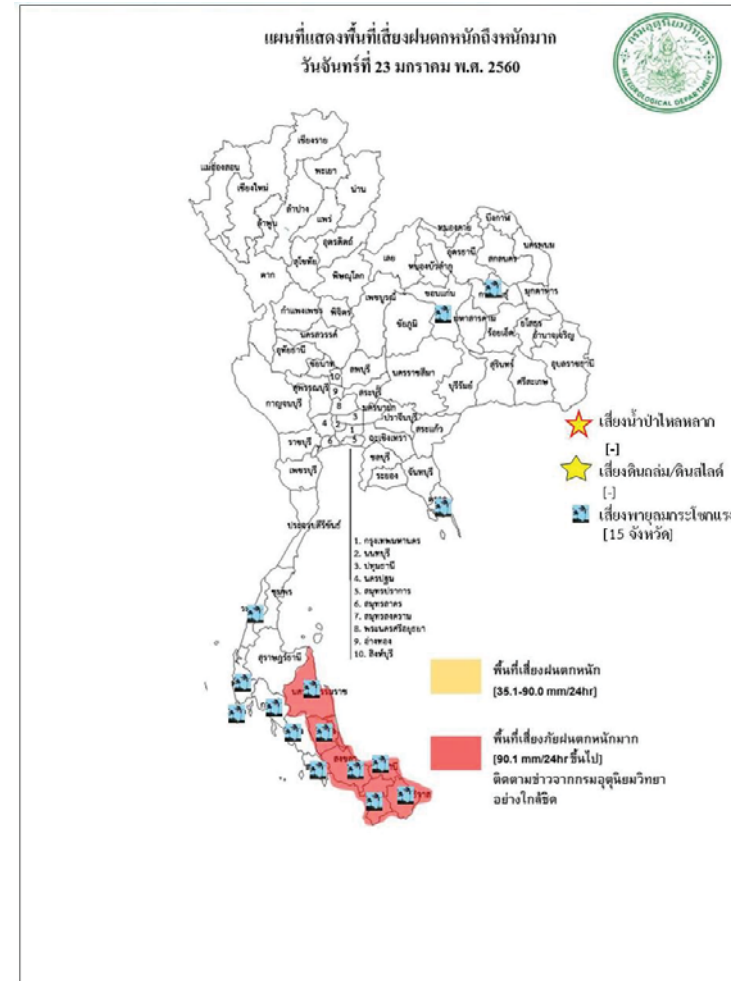 แผนที่แสดงพื้นที่เสี่ยงฝนตกหนักถึงหนักมาก
วันจันทร์ที่ 23 มกราคม พ.ศ. 2560
กรมอุตุนิยมวิทยา
METEOROLOGICAL DEPARTMENT
เชียงราย
แม่ฮ่องสอน
พะเยา
เชียงใหม่
น่าน
ลำปาง
ลำพูน
แพร่
อุตรดิตถ์
สุโขทัย
ตาก
พิษณุโลก
กำแพงเพชร
พิจิตร
เพชรบูรณ์
นครสวรรค์
อุทัยธานี
ชัยนาท
ลพบุรี
สุพรรณบุรี
สระบุรี
กาญจนบุรี
นครนายก
ปราจีนบุรี
สระแก้ว
ฉะเชิงเทรา
ราชบุรี
ชลบุรี
เพชรบุรี
ระยอง
จันทบุรี
ประจวบคีรีขันธ์
บึงกาฬ
หนองคาย
เลย
อุดรธานี
นครพนม
หนองบัวลำภู
สกลนคร
ขอนแก่น
มุกดาหาร
ชัยภูมิ
มหาสารคาม
ร้อยเอ็ด
ยโสธร
อำนาจเจริญ
นครราชสีมา
บุรีรัมย์
สุรินทร์
ศรีสะเกษ
อุบลราชธานี
10
9
8
3
4
2
1
6
5
ชุมพร
สุราษฎร์ธานี
1. กรุงเทพมหานคร
2. นนทบุรี
3. ปทุมธานี
4. นครปฐม
5. สมุทรปราการ
6. สมุทรสาคร
7. สมุทรสงคราม
8. พระนครศรีอยุธยา
9. อ่างทอง
10. สิงห์บุรี
เสี่ยงน้ำป่าไหลหลาก
[-]
เสี่ยงดินถล่ม/ดินสไลด์
[-]
เสี่ยงพายุลมกระโชกแรง
[15 จังหวัด]
พื้นที่เสี่ยงฝนตกหนัก
[35.1-90.0 mm/24hr]
พื้นที่เสี่ยงภัยฝนตกหนักมาก
[90.1 mm/24hr ขึ้นไป]
ติดตามข่าวจากกรมอุตุนิยมวิทยา
อย่างใกล้ชิด